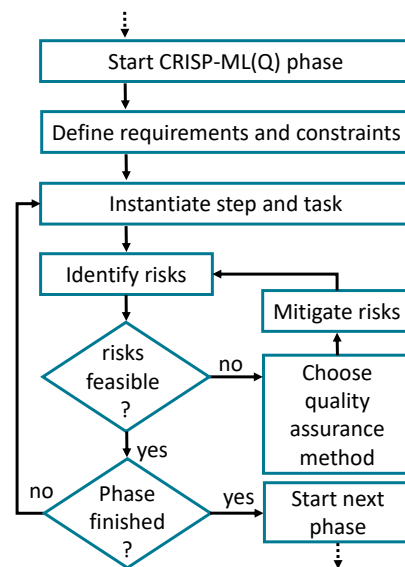 Start CRISP-ML(Q) phase
Define requirements and constraints
Instantiate step and task
Identify risks
Mitigate risks
risks
feasible
?
no
Choose
quality
assurance
method
yes
no
Phase
finished
?
yes
Start next
phase